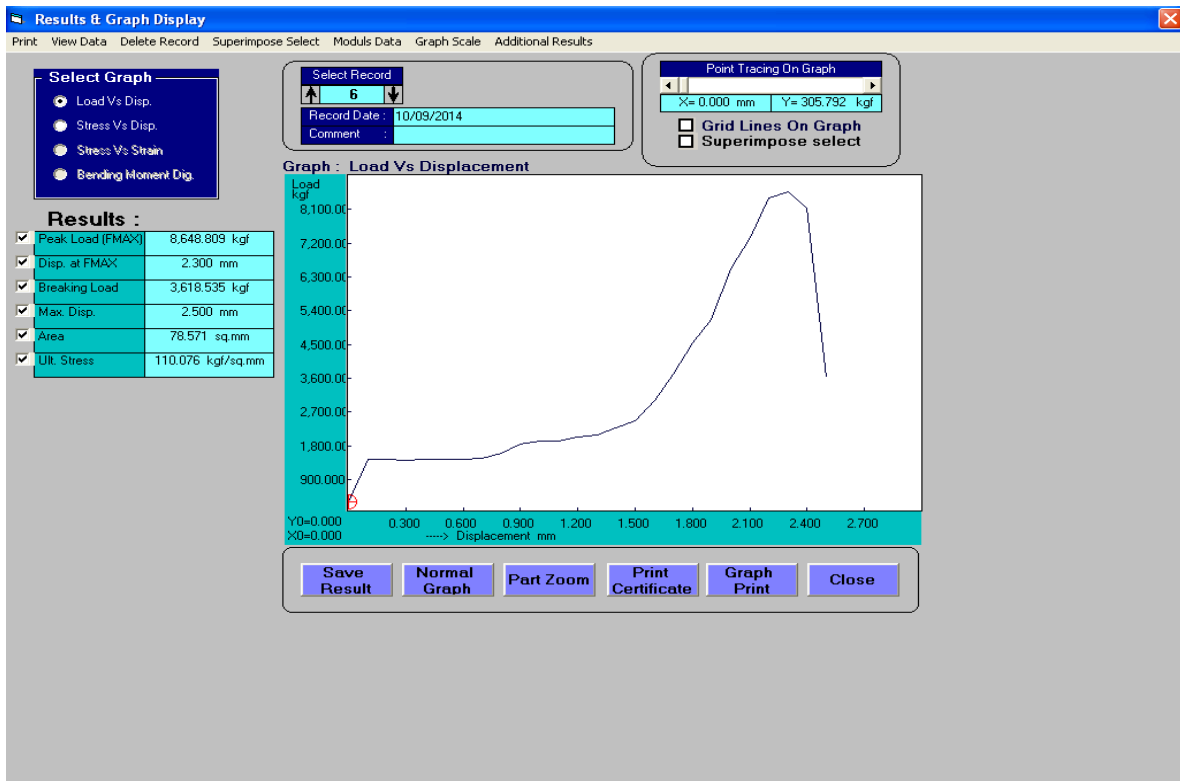 Results & Graph Display
Print View Data Delete Record Superimpose Select Moduls Data Graph Scale Additional Results
Select Graph
Load Vs Disp.
Stress Vs Disp.
Stress Vs Strain
Bending Moment Dig.
Select Record
6
Record Date : 10/09/2014
Comment :
Point Tracing On Graph
X= 0.000 mm Y= 305.792 kgf
Grid Lines On Graph
Superimpose select
Results :
Peak Load (FMAX) 8,648.809 kgf
Disp. at FMAX 2.300 mm
Breaking Load 3,618.535 kgf
Max. Disp. 2.500 mm
Area 78.571 sq.mm
Ult. Stress 110.076 kgf/sq.mm
Graph : Load Vs Displacement
Load
kgf
8,100.00
7,200.00
6,300.00
5,400.00
4,500.00
3,600.00
2,700.00
1,800.00
900.000
Y0=0.000 0.300 0.600 0.900 1.200 1.500 1.800 2.100 2.400 2.700
X0=0.000 ----> Displacement mm
Save Result
Normal Graph
Part Zoom
Print Certificate
Graph Print
Close